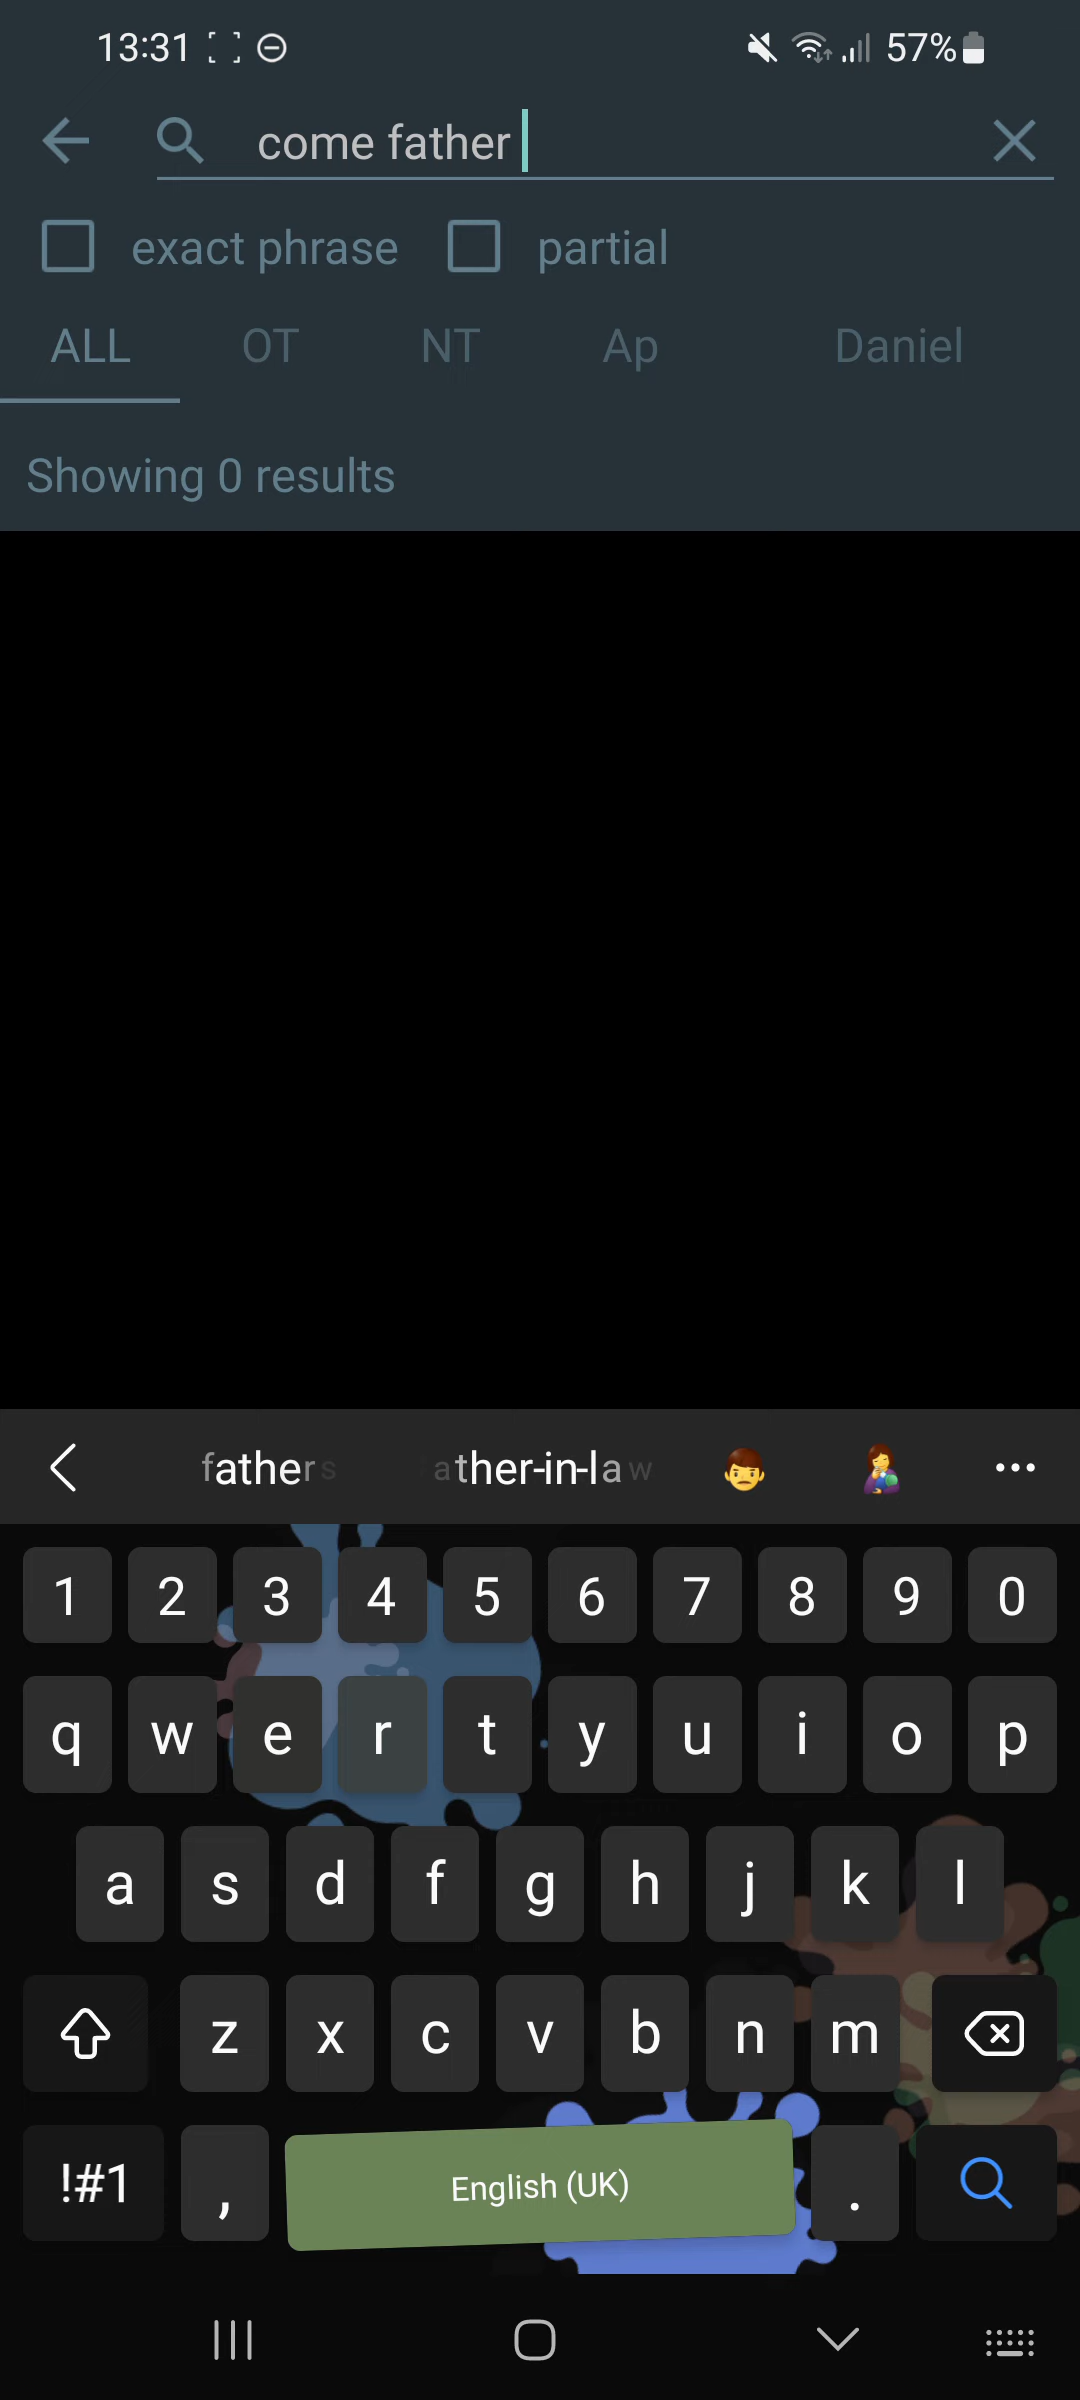 13:31 57%
come father
exact phrase partial
ALL OT NT Ap Daniel
Showing 0 results
fathers father-in-law
1 2 3 4 5 6 7 8 9 0
q w e r t y u i o p
a s d f g h j k l
z x c v b n m
!#1 , English (UK) .